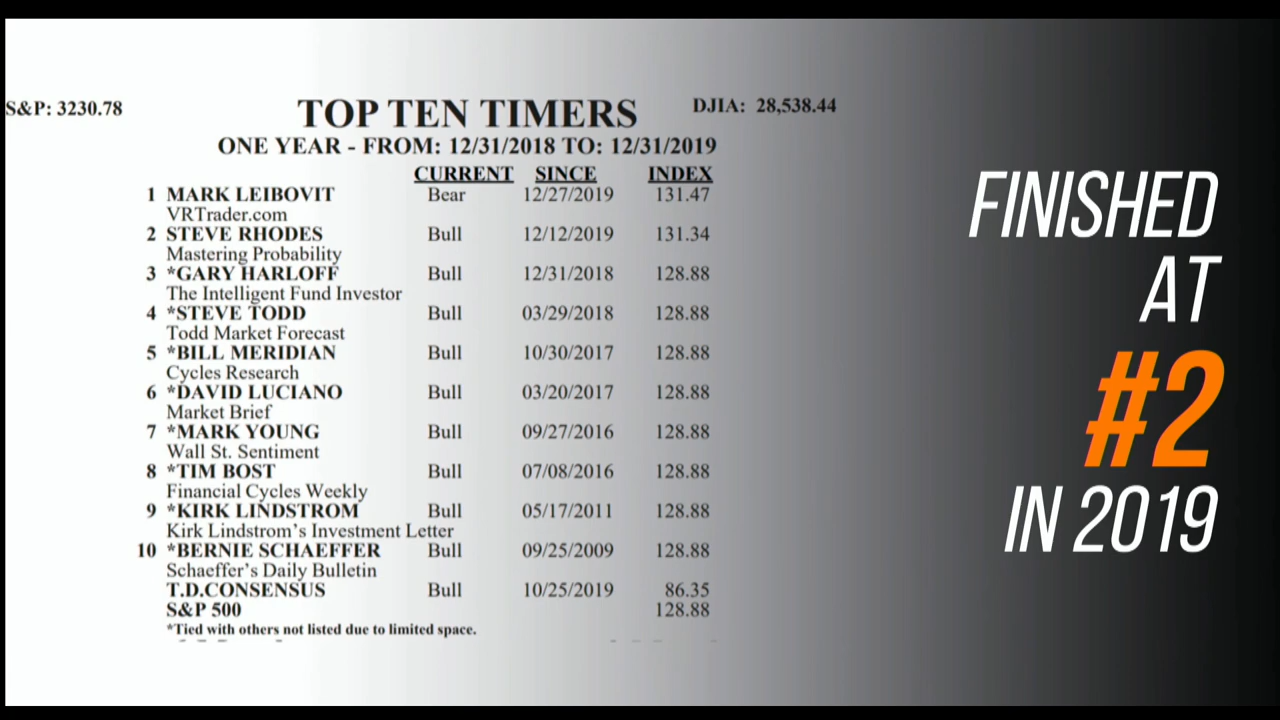 S&P: 3230.78
TOP TEN TIMERS
DJIA: 28,538.44
ONE YEAR - FROM: 12/31/2018 TO: 12/31/2019
CURRENT SINCE INDEX
1 MARK LEIBOVIT Bear 12/27/2019 131.47
VRTrader.com
2 STEVE RHODES Bull 12/12/2019 131.34
Mastering Probability
3 *GARY HARLOFF Bull 12/31/2018 128.88
The Intelligent Fund Investor
4 *STEVE TODD Bull 03/29/2018 128.88
Todd Market Forecast
5 *BILL MERIDIAN Bull 10/30/2017 128.88
Cycles Research
6 *DAVID LUCIANO Bull 03/20/2017 128.88
Market Brief
7 *MARK YOUNG Bull 09/27/2016 128.88
Wall St. Sentiment
8 *TIM BOST Bull 07/08/2016 128.88
Financial Cycles Weekly
9 *KIRK LINDSTROM Bull 05/17/2011 128.88
Kirk Lindstrom's Investment Letter
10 *BERNIE SCHAEFFER Bull 09/25/2009 128.88
Schaeffer's Daily Bulletin
T.D.CONSENSUS Bull 10/25/2019 86.35
S&P 500 128.88
*Tied with others not listed due to limited space.
FINISHED
AT
#2
IN 2019